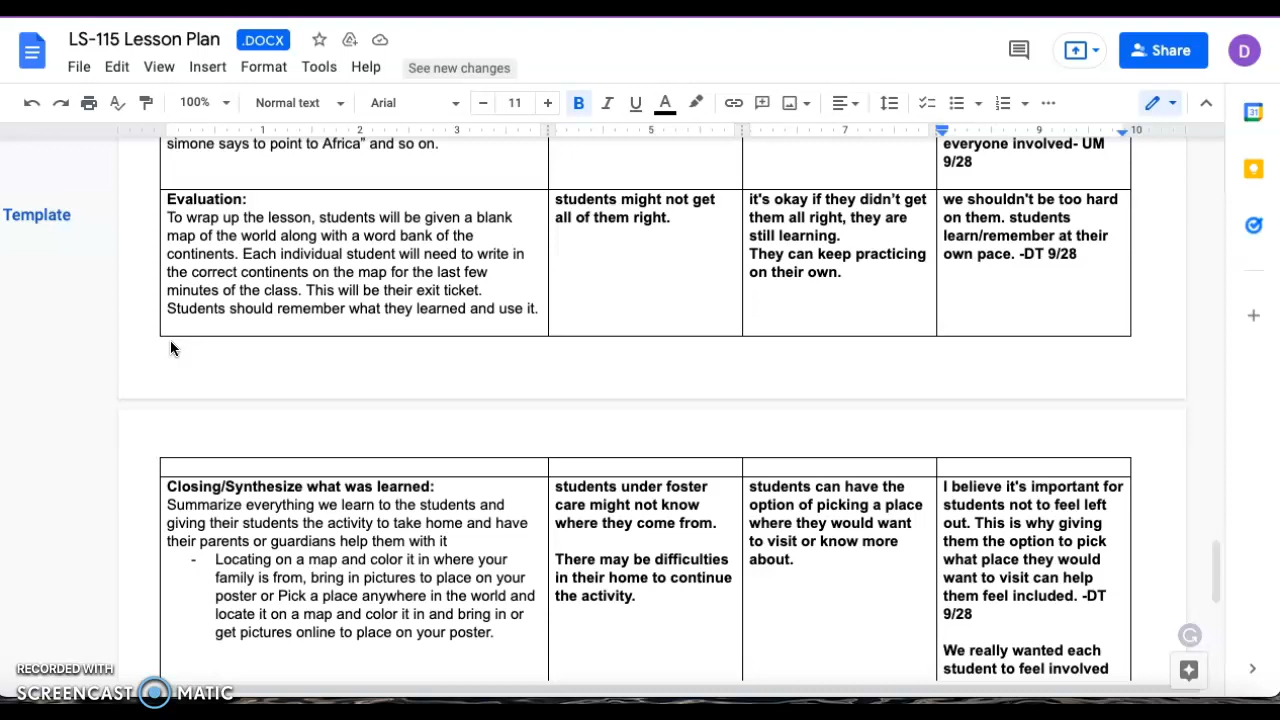 LS-115 Lesson Plan
.DOCX
File Edit View Insert Format Tools Help
See new changes
Share
D
100%
Normal text
Arial
11
B I U A
1 2 3 5 7 9 10
31
Template
simone says to point to Africa” and so on.
everyone involved- UM
9/28
Evaluation:
To wrap up the lesson, students will be given a blank
map of the world along with a word bank of the
continents. Each individual student will need to write in
the correct continents on the map for the last few
minutes of the class. This will be their exit ticket.
Students should remember what they learned and use it.
students might not get
all of them right.
it's okay if they didn’t get
them all right, they are
still learning.
They can keep practicing
on their own.
we shouldn't be too hard
on them. students
learn/remember at their
own pace. -DT 9/28
Closing/Synthesize what was learned:
Summarize everything we learn to the students and
giving their students the activity to take home and have
their parents or guardians help them with it
- Locating on a map and color it in where your
family is from, bring in pictures to place on your
poster or Pick a place anywhere in the world and
locate it on a map and color it in and bring in or
get pictures online to place on your poster.
students under foster
care might not know
where they come from.
There may be difficulties
in their home to continue
the activity.
students can have the
option of picking a place
where they would want
to visit or know more
about.
I believe it's important for
students not to feel left
out. This is why giving
them the option to pick
what place they would
want to visit can help
them feel included. -DT
9/28
We really wanted each
student to feel involved
RECORDED WITH
SCREENCAST MATIC